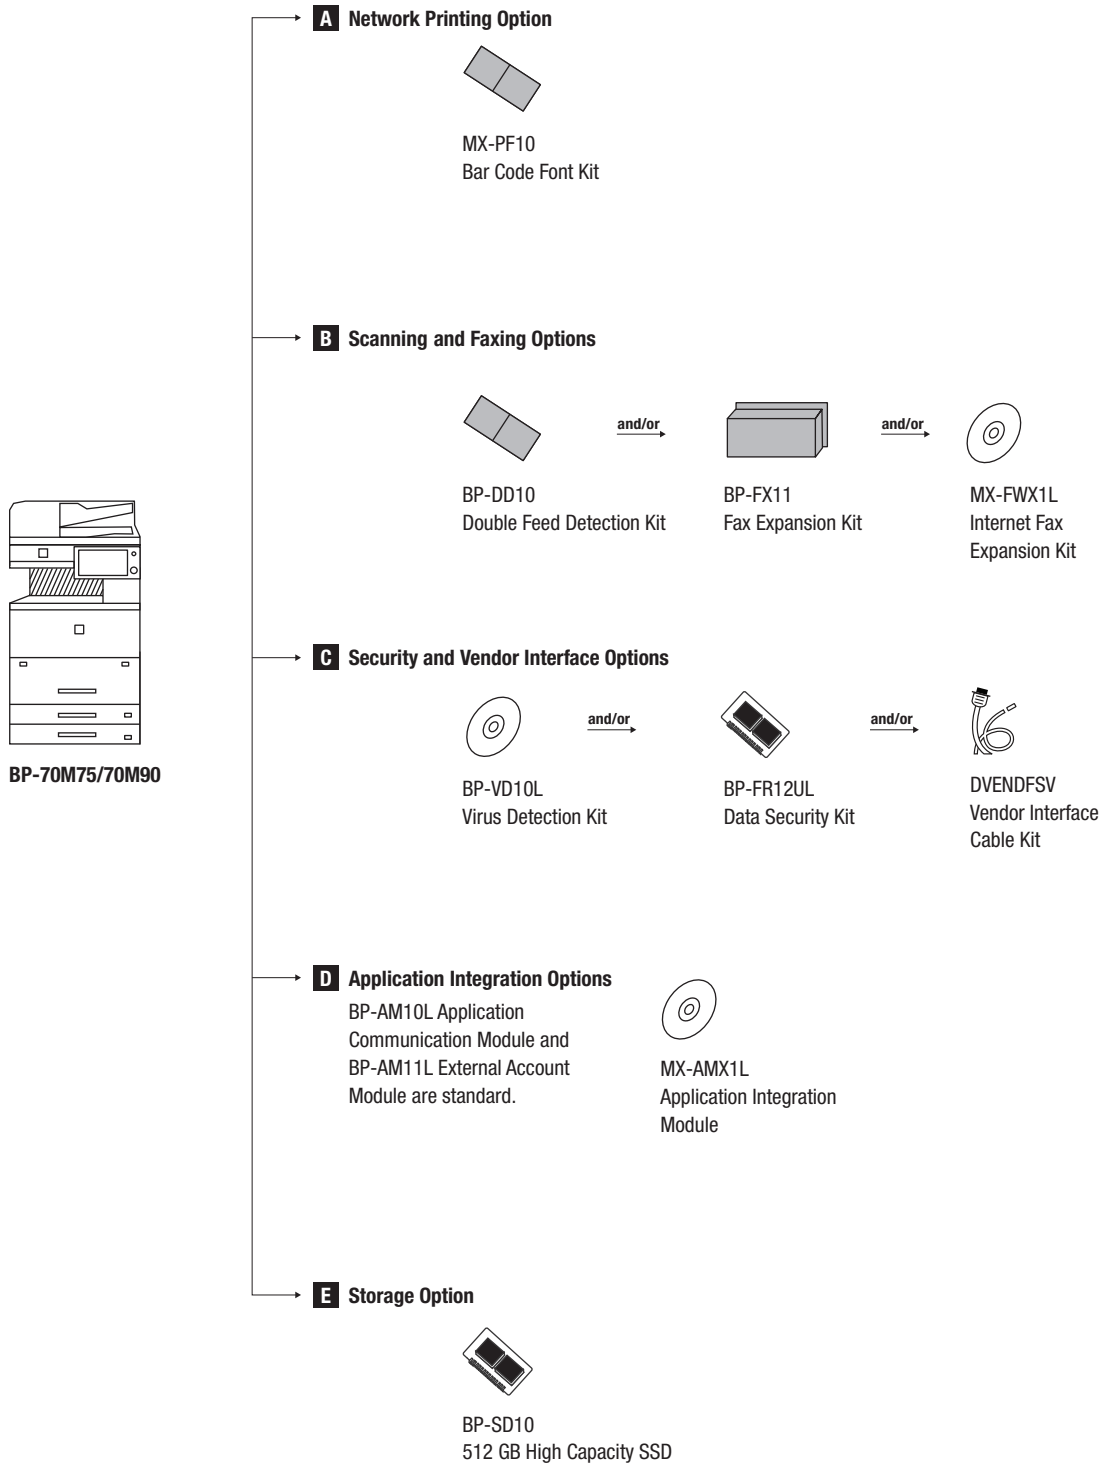 A Network Printing Option
MX-PF10
Bar Code Font Kit
B Scanning and Faxing Options
and/or
and/or
BP-DD10
Double Feed Detection Kit
BP-FX11
Fax Expansion Kit
MX-FWX1L
Internet Fax
Expansion Kit
BP-70M75/70M90
C Security and Vendor Interface Options
and/or
and/or
BP-VD10L
Virus Detection Kit
BP-FR12UL
Data Security Kit
DVENDFSV
Vendor Interface
Cable Kit
D Application Integration Options
BP-AM10L Application
Communication Module and
BP-AM11L External Account
Module are standard.
MX-AMX1L
Application Integration
Module
E Storage Option
BP-SD10
512 GB High Capacity SSD